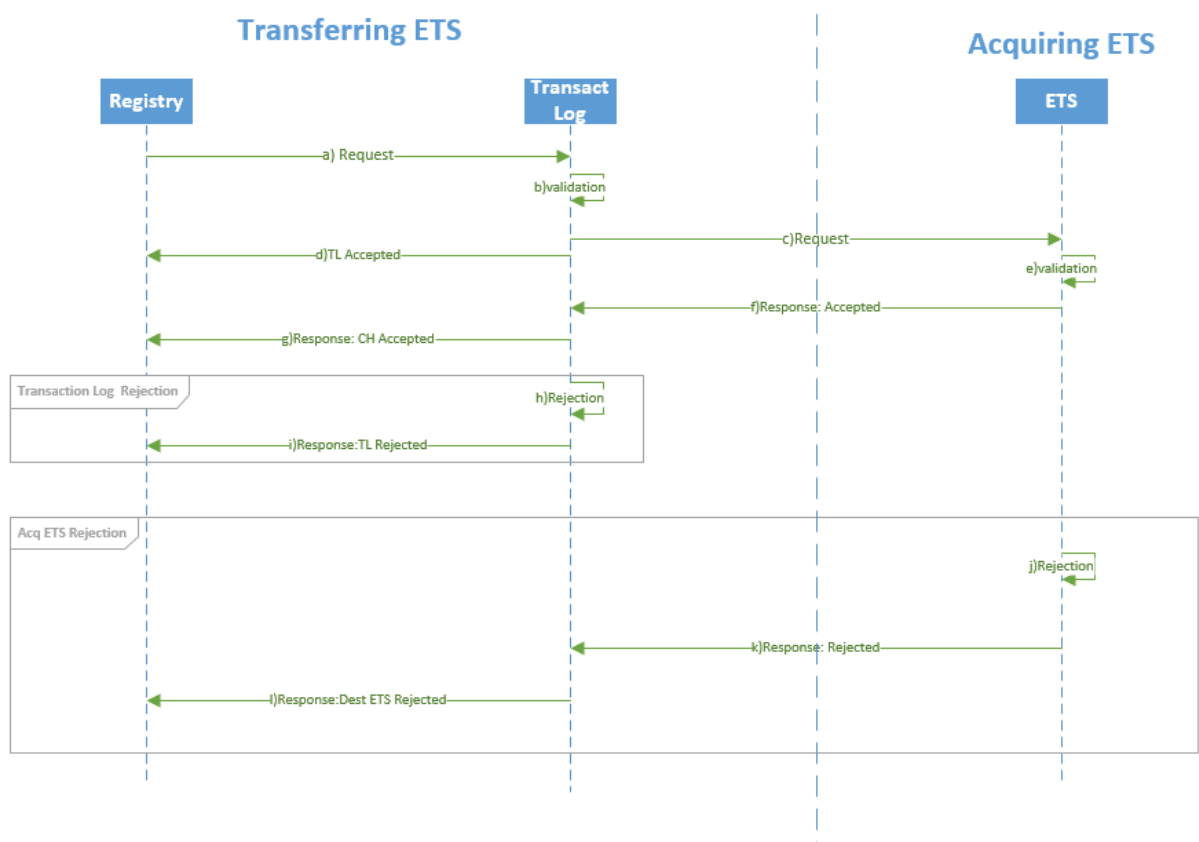 Transferring ETS
Acquiring ETS
Registry
Transact
Log
ETS
a) Request
b)validation
c)Request
d)TL Accepted
e)validation
f)Response: Accepted
g)Response: CH Accepted
Transaction Log  Rejection
h)Rejection
i)Response:TL Rejected
Acq ETS Rejection
j)Rejection
k)Response: Rejected
l)Response:Dest ETS Rejected